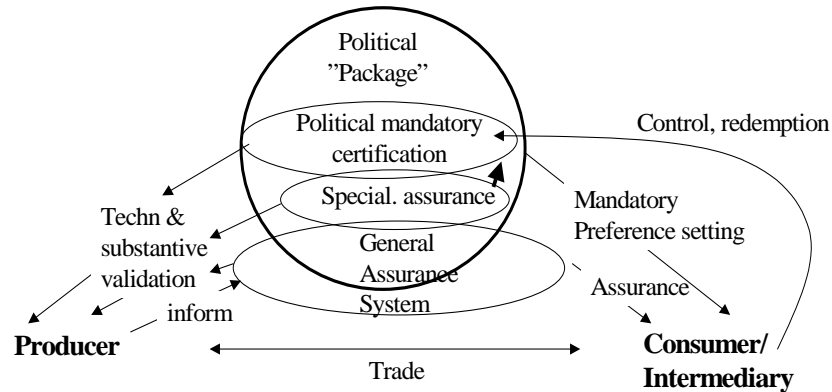 Political
”Package”
Political mandatory
certification
Control, redemption
Special. assurance
Mandatory
Preference setting
Techn &
substantive
validation
General
Assurance
System
Assurance
inform
Producer
Trade
Consumer/
Intermediary